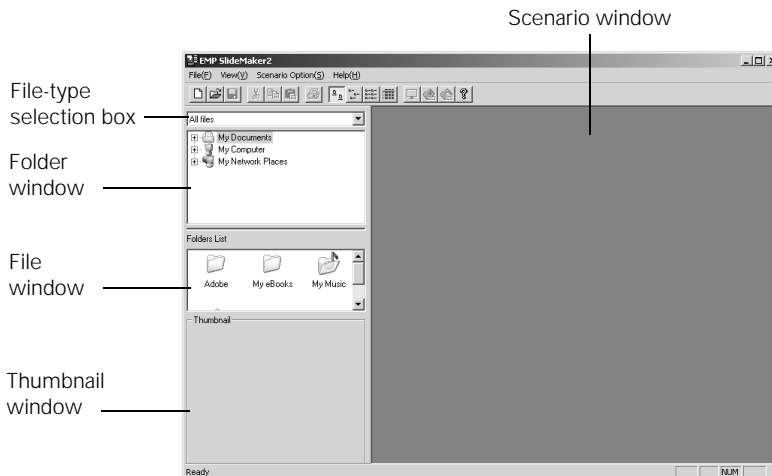 Scenario window
EMP SlideMaker2
File(F) View(V) Scenario Option(S) Help(H)
File-type
selection box
All files
My Documents
My Computer
My Network Places
Folder
window
Folders List
File
window
Adobe My eBooks My Music
Thumbnail
Thumbnail
window
Ready
NUM